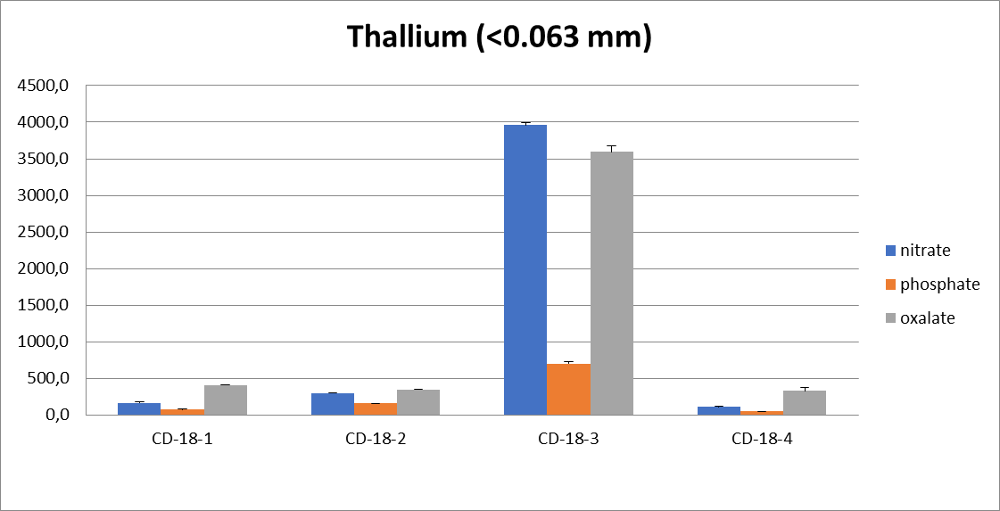 Thallium (<0.063 mm)
4500,0
4000,0
3500,0
3000,0
2500,0
2000,0
1500,0
1000,0
500,0
0,0
CD-18-1 CD-18-2 CD-18-3 CD-18-4
nitrate
phosphate
oxalate